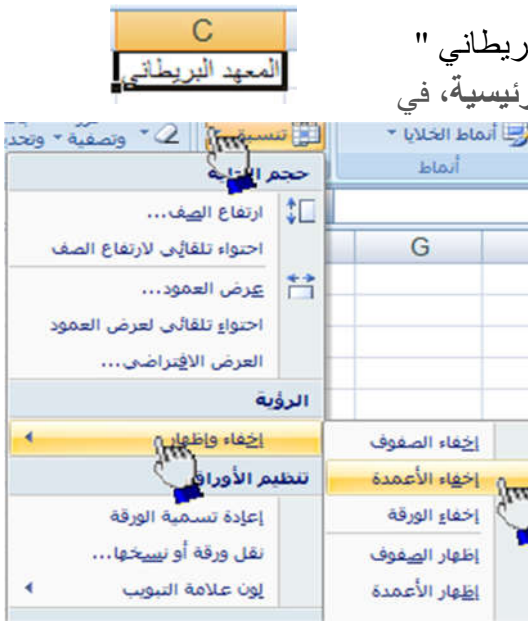 C
المعهد البريطاني
ريطاني "
رئيسية، في
أنماط الخلايا
تنسيق
وتصفية
أنماط
حجم
ارتفاع الصف...
احتواء تلقائي لارتفاع الصف
عرض العمود...
احتواء تلقائي لعرض العمود
العرض الافتراضي...
G
الرؤية
إخفاء وإظهار
إخفاء الصفوف
إخفاء الأعمدة
إخفاء الورقة
إظهار الصفوف
إظهار الأعمدة
تنظيم الأوراق
إعادة تسمية الورقة
نقل ورقة أو نسخها...
لون علامة التبويب